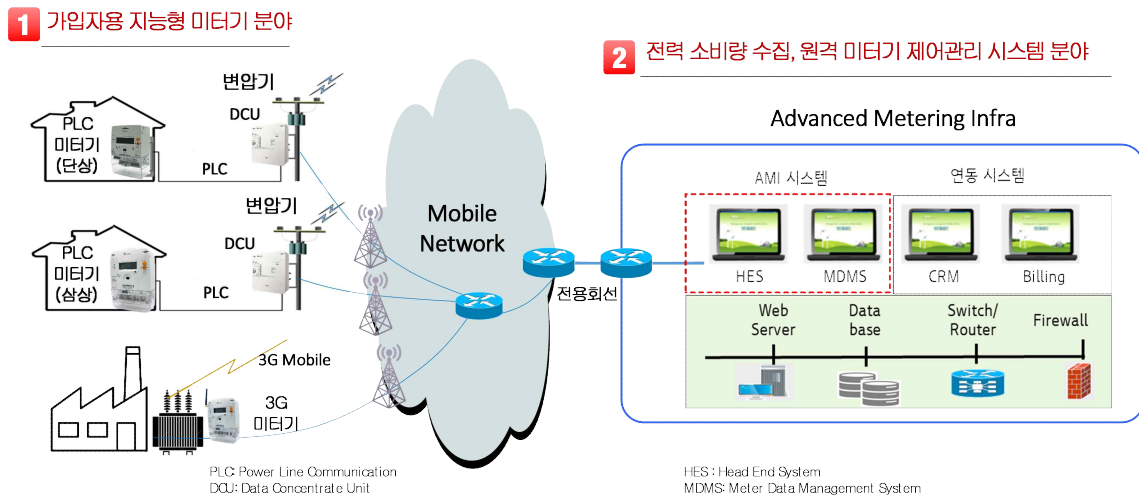 1 가입자용 지능형 미터기 분야
2 전력 소비량 수집, 원격 미터기 제어관리 시스템 분야
변압기
DCU
PLC
미터기
(단상)
PLC
변압기
DCU
PLC
미터기
(삼상)
PLC
3G Mobile
3G
미터기
Mobile
Network
전용회선
Advanced Metering Infra
AMI 시스템
연동 시스템
HES
MDMS
CRM
Billing
Web
Server
Data
base
Switch/
Router
Firewall
PLC: Power Line Communication
DCU: Data Concentrate Unit
HES : Head End System
MDMS: Meter Data Management System